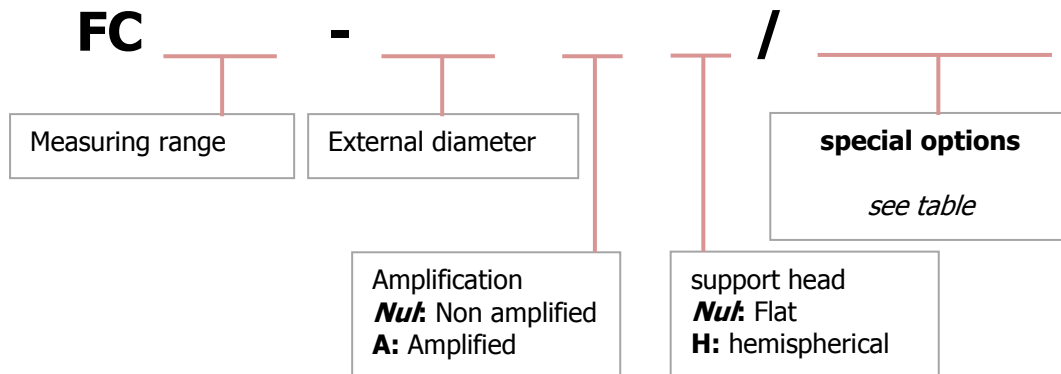 FC - /
Measuring range
External diameter
special options
see table
Amplification
Nul: Non amplified
A: Amplified
support head
Nul: Flat
H: hemispherical